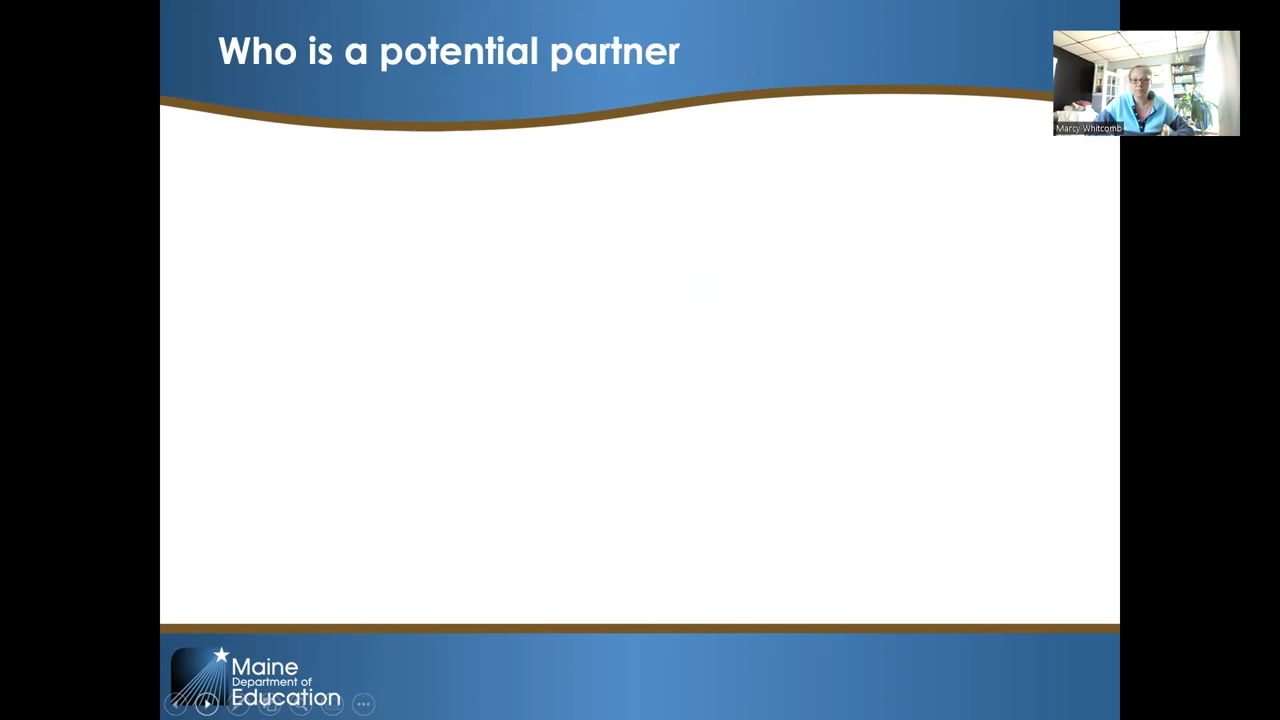 Who is a potential partner
Marcy Whitcomb
Maine
Department of
Education